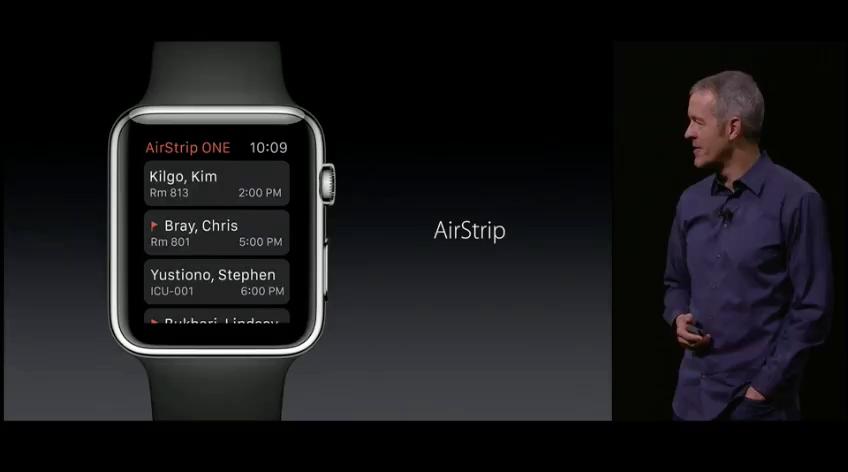 AirStrip ONE 10:09
Kilgo, Kim
Rm 813 2:00 PM
Bray, Chris
Rm 801 5:00 PM
Yustiono, Stephen
ICU-001 6:00 PM
AirStrip